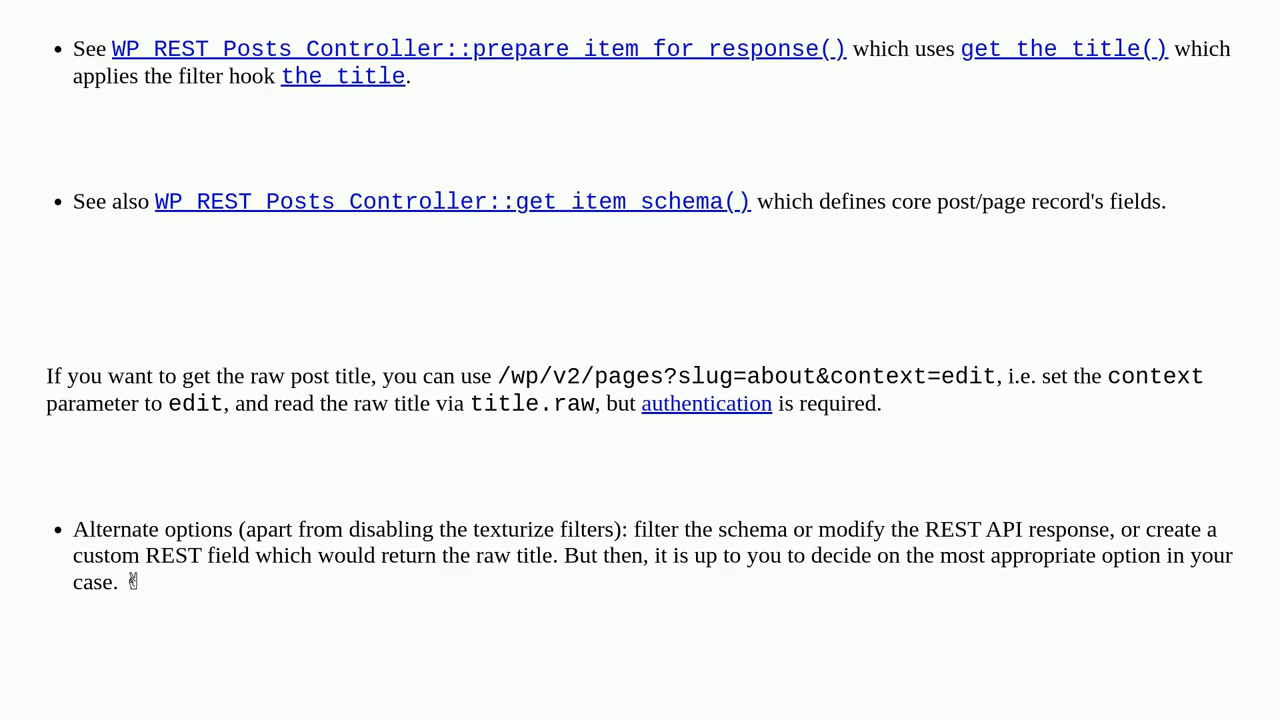 • See WP_REST_Posts_Controller::prepare_item_for_response() which uses get_the_title() which
applies the filter hook the_title.
• See also WP_REST_Posts_Controller::get_item_schema() which defines core post/page record's fields.
If you want to get the raw post title, you can use /wp/v2/pages?slug=about&context=edit, i.e. set the context
parameter to edit, and read the raw title via title.raw, but authentication is required.
• Alternate options (apart from disabling the texturize filters): filter the schema or modify the REST API response, or create a
custom REST field which would return the raw title. But then, it is up to you to decide on the most appropriate option in your
case. ✌